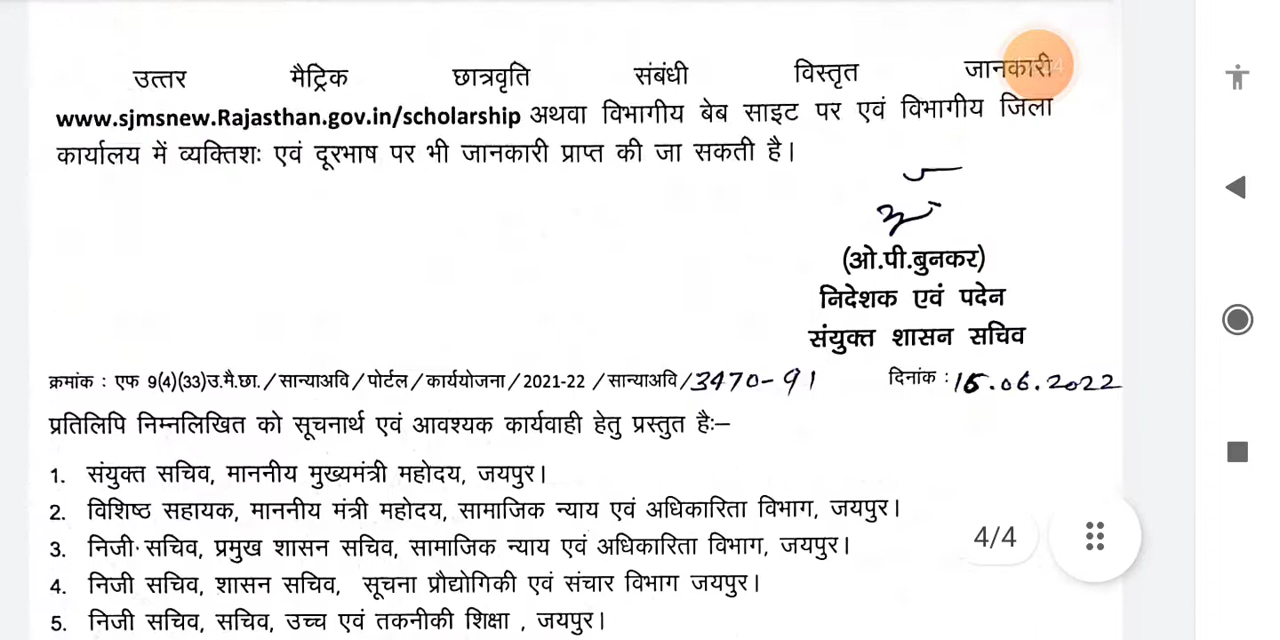 उत्तर मैट्रिक छात्रवृति संबंधी विस्तृत जानकारी
www.sjmsnew.Rajasthan.gov.in/scholarship अथवा विभागीय बेब साइट पर एवं विभागीय जिला
कार्यालय में व्यक्तिशः एवं दूरभाष पर भी जानकारी प्राप्त की जा सकती है।
(ओ.पी.बुनकर)
निदेशक एवं पदेन
संयुक्त शासन सचिव
क्रमांक : एफ 9(4)(33)उ.मै.छा./सान्याअवि/पोर्टल/कार्ययोजना/2021-22 /सान्याअवि/3470-91 दिनांक :15.06.2022
प्रतिलिपि निम्नलिखित को सूचनार्थ एवं आवश्यक कार्यवाही हेतु प्रस्तुत हैः–
1. संयुक्त सचिव, माननीय मुख्यमंत्री महोदय, जयपुर।
2. विशिष्ठ सहायक, माननीय मंत्री महोदय, सामाजिक न्याय एवं अधिकारिता विभाग, जयपुर।
3. निजी सचिव, प्रमुख शासन सचिव, सामाजिक न्याय एवं अधिकारिता विभाग, जयपुर।
4. निजी सचिव, शासन सचिव, सूचना प्रौद्योगिकी एवं संचार विभाग जयपुर।
5. निजी सचिव, सचिव, उच्च एवं तकनीकी शिक्षा , जयपुर।
4/4